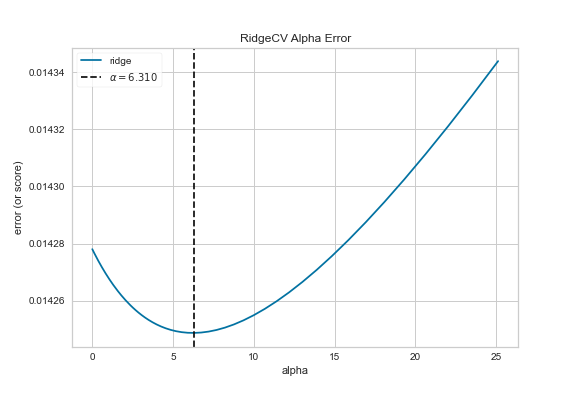 RidgeCV Alpha Error
ridge
α = 6.310
0.01434
0.01432
0.01430
0.01428
0.01426
error (or score)
0
5
10
15
20
25
alpha